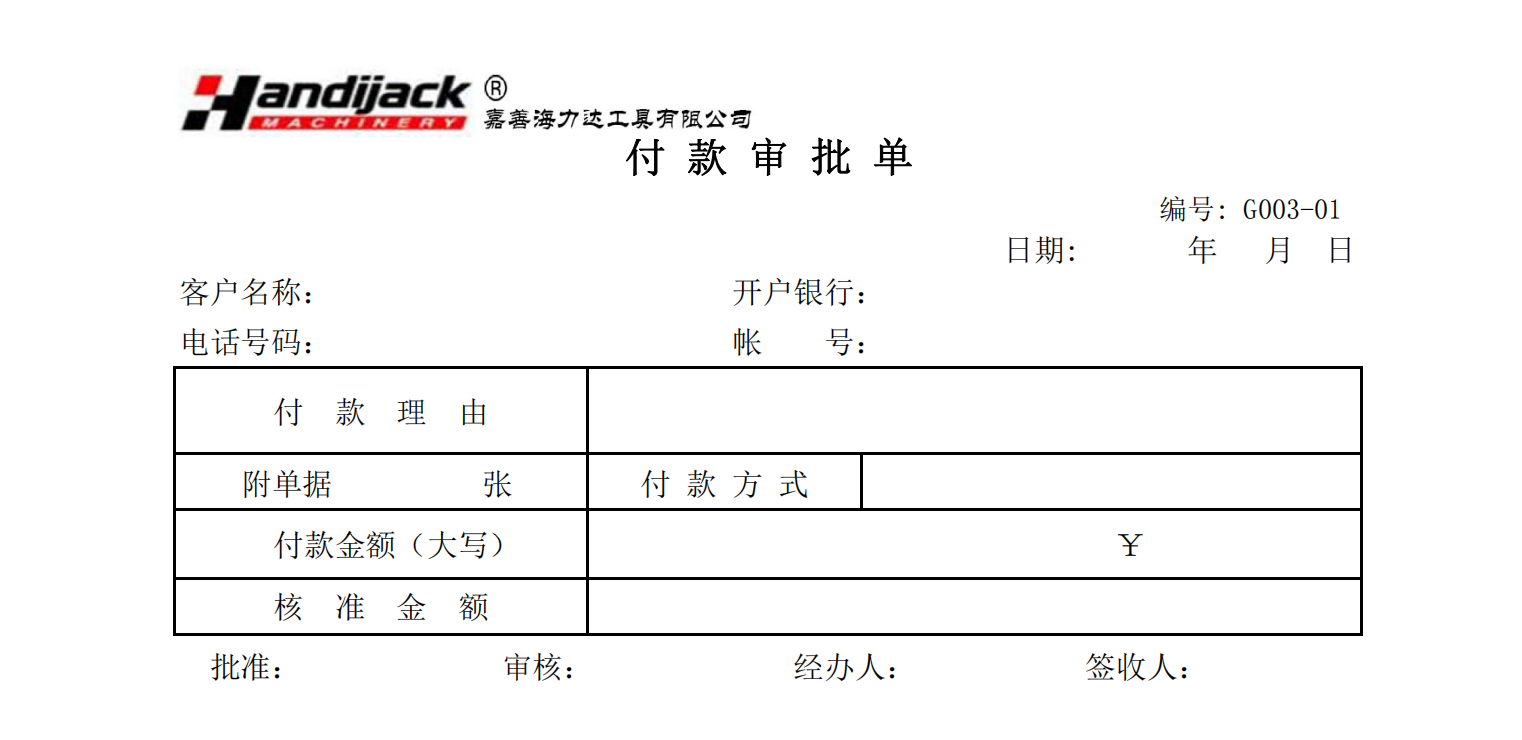 Handijack ®
MACHINERY
嘉善海力达工具有限公司
付 款 审 批 单
编号: G003-01
日期: 年 月 日
客户名称: 开户银行:
电话号码: 帐 号:
付 款 理 由
附单据 张 付 款 方 式
付款金额（大写） ￥
核 准 金 额
批准: 审核: 经办人: 签收人: